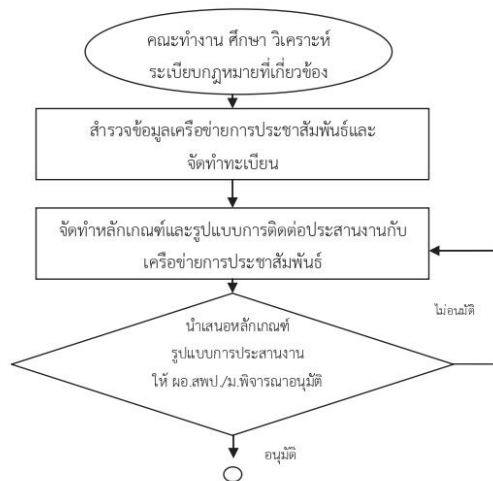 คณะทำงาน ศึกษา วิเคราะห์
ระเบียบกฎหมายที่เกี่ยวข้อง
สำรวจข้อมูลเครือข่ายการประชาสัมพันธ์และ
จัดทำทะเบียน
จัดทำหลักเกณฑ์และรูปแบบการติดต่อประสานงานกับ
เครือข่ายการประชาสัมพันธ์
ไม่อนมัติ
นำเสนอหลักเกณฑ์
รูปแบบการประสานงาน
ให้ ผอ.สพป./ม.พิจารณาอนุมัติ
อนุมัติ